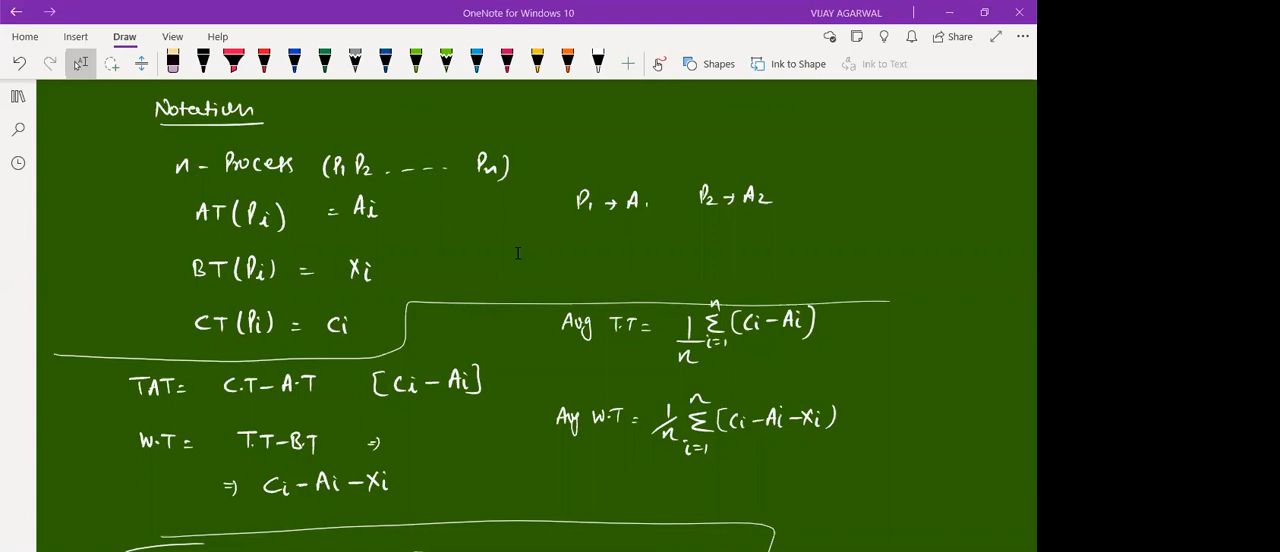 OneNote for Windows 10
VIJAY AGARWAL
Home Insert Draw View Help
Share
Shapes Ink to Shape Ink to Text
Notation
n - Process (P1 P2 . - - - - Pn)
AT(Pi) = Ai
P1 → A1 P2 → A2
BT(Pi) = Xi
CT(Pi) = Ci
Avg T.T = 1/n Σ i=1 n (Ci - Ai)
TAT = C.T - A.T [Ci - Ai]
Avg W.T = 1/n Σ i=1 n (Ci - Ai - Xi)
W.T = T.T - B.T ⇒
⇒ Ci - Ai - Xi